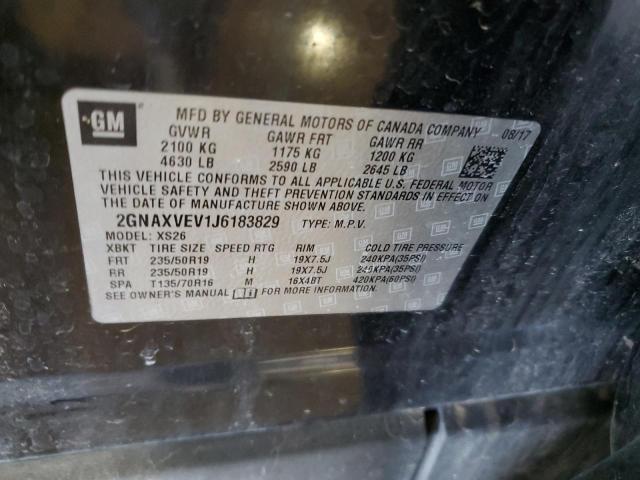 GM
MFD BY GENERAL MOTORS OF CANADA COMPANY 08/17
GVWR GAWR FRT GAWR RR
2100 KG 1175 KG 1200 KG
4630 LB 2590 LB 2645 LB
THIS VEHICLE CONFORMS TO ALL APPLICABLE U.S. FEDERAL MOTOR
VEHICLE SAFETY AND THEFT PREVENTION STANDARDS IN EFFECT ON
THE DATE OF MANUFACTURE SHOWN ABOVE.
2GNAXVEV1J6183829 TYPE: M.P.V.
MODEL: XS26
XBKT TIRE SIZE SPEED RTG RIM COLD TIRE PRESSURE
FRT 235/50R19 H 19X7.5J 240KPA(35PSI)
RR 235/50R19 H 19X7.5J 240KPA(35PSI)
SPA T135/70R16 M 16X4BT 420KPA(60PSI)
SEE OWNER'S MANUAL FOR MORE INFORMATION.